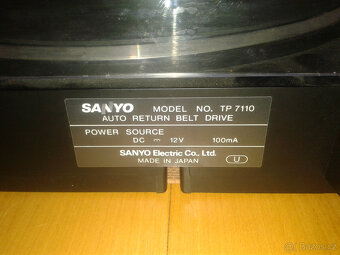 SANYO MODEL NO. TP 7110
AUTO RETURN BELT DRIVE
POWER SOURCE
DC ⎓ 12V 100mA
SANYO Electric Co., Ltd.
MADE IN JAPAN U